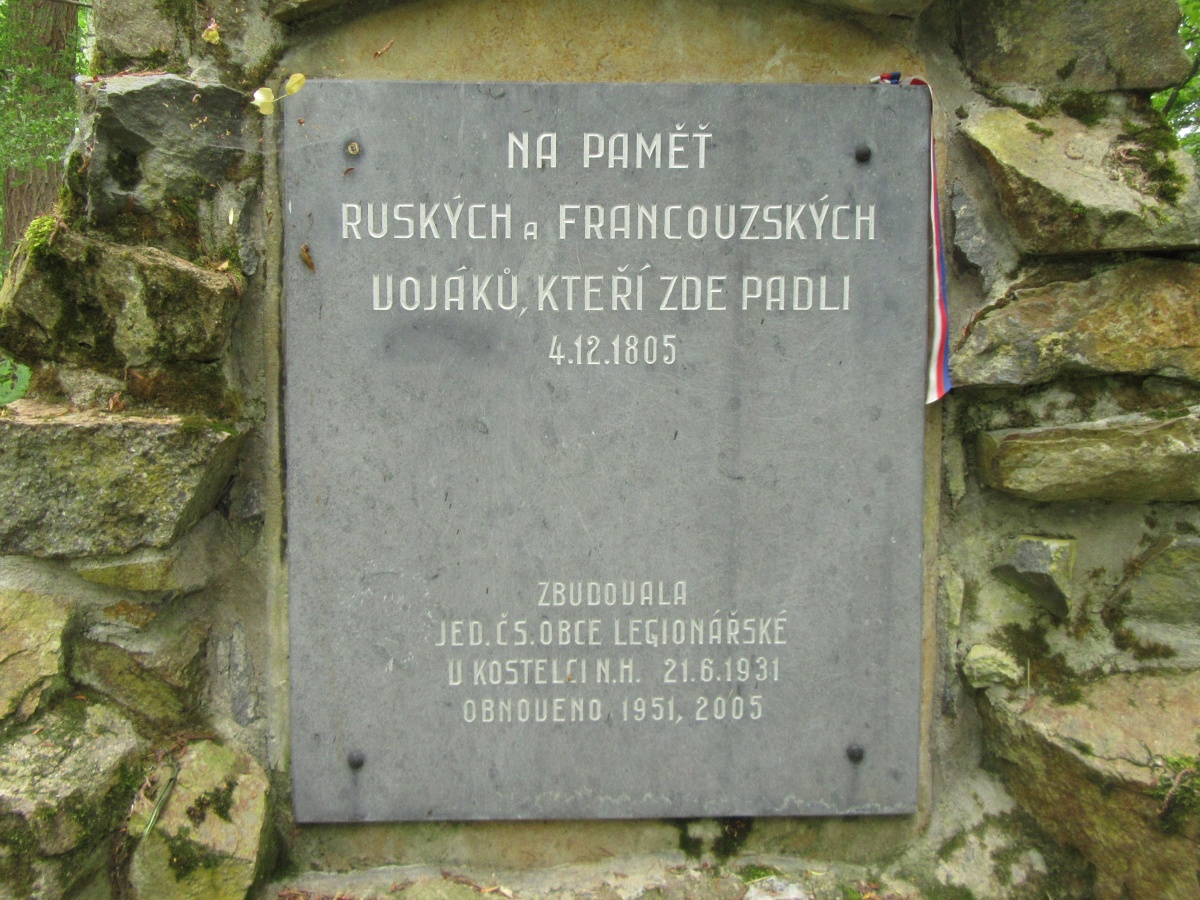 NA PAMĚŤ
RUSKÝCH A FRANCOUZSKÝCH
VOJÁKŮ, KTEŘÍ ZDE PADLI
4.12.1805
ZBUDOVALA
JED. ČS. OBCE LEGIONÁŘSKÉ
V KOSTELCI N.H. 21.6.1931
OBNOVENO 1951, 2005